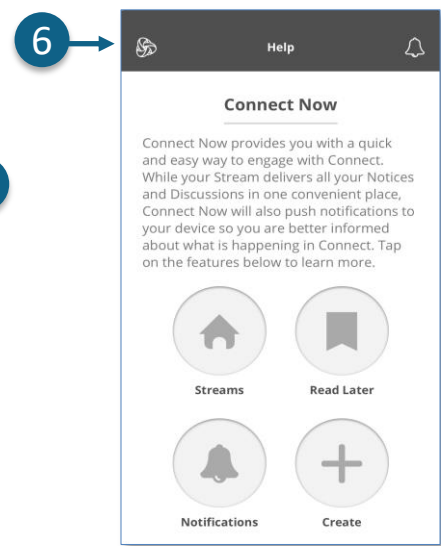 6
Help
Connect Now
Connect Now provides you with a quick
and easy way to engage with Connect.
While your Stream delivers all your Notices
and Discussions in one convenient place,
Connect Now will also push notifications to
your device so you are better informed
about what is happening in Connect. Tap
on the features below to learn more.
Streams
Read Later
Notifications
Create